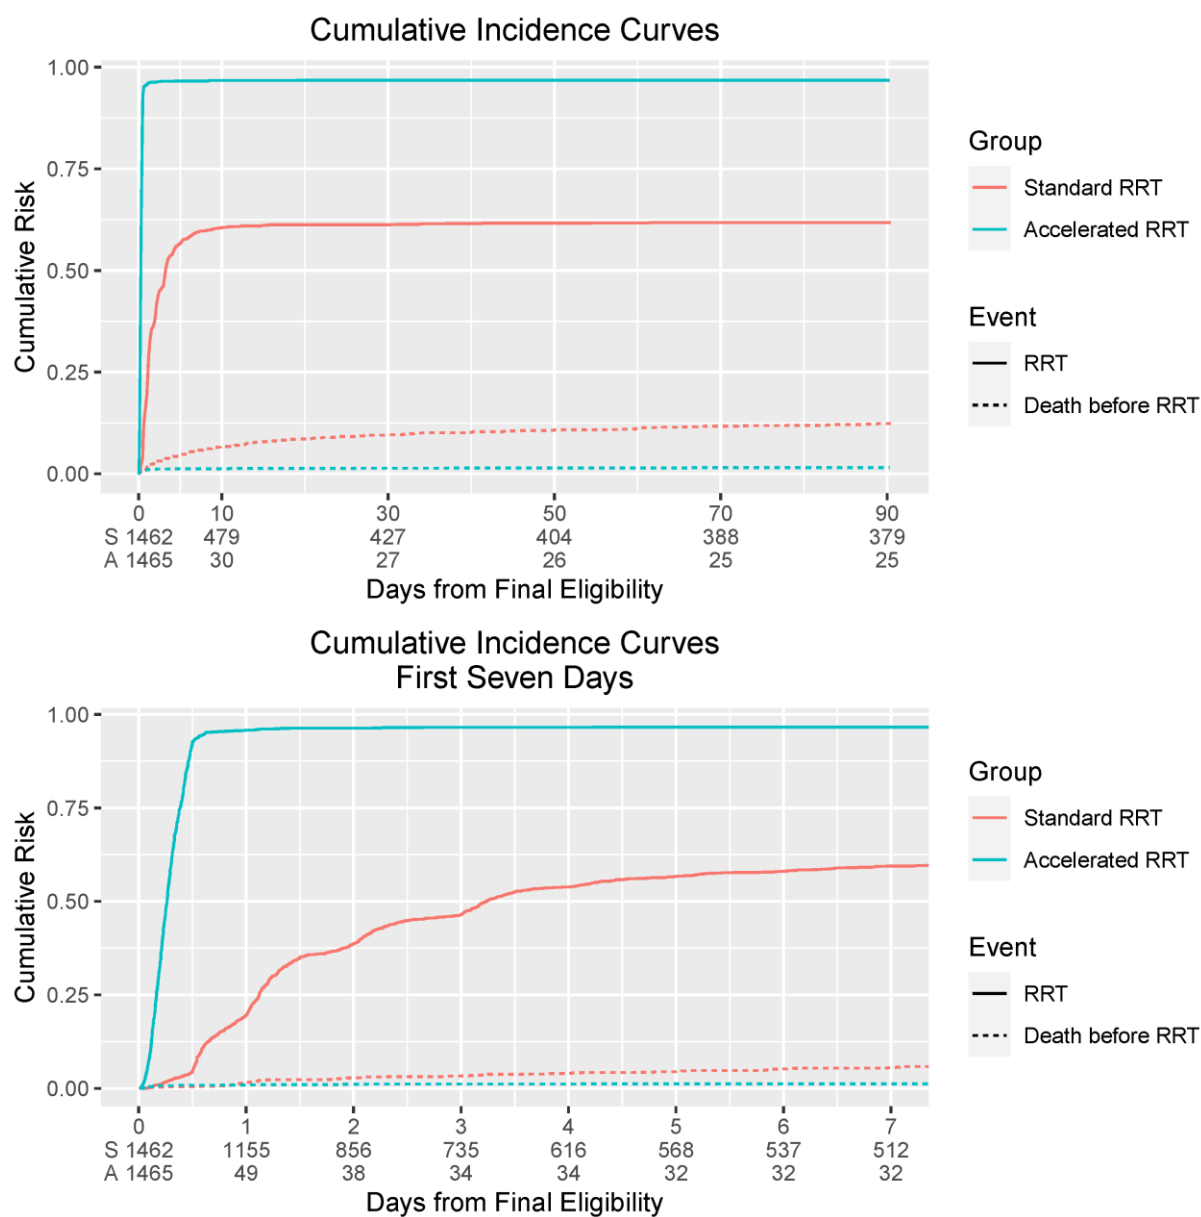 Cumulative Incidence Curves
1.00
0.75
0.50
0.25
0.00
Cumulative Risk
0 10 30 50 70 90
S 1462 479 427 404 388 379
A 1465 30 27 26 25 25
Days from Final Eligibility
Group
Standard RRT
Accelerated RRT
Event
RRT
Death before RRT
Cumulative Incidence Curves
First Seven Days
1.00
0.75
0.50
0.25
0.00
Cumulative Risk
0 1 2 3 4 5 6 7
S 1462 1155 856 735 616 568 537 512
A 1465 49 38 34 34 32 32 32
Days from Final Eligibility
Group
Standard RRT
Accelerated RRT
Event
RRT
Death before RRT